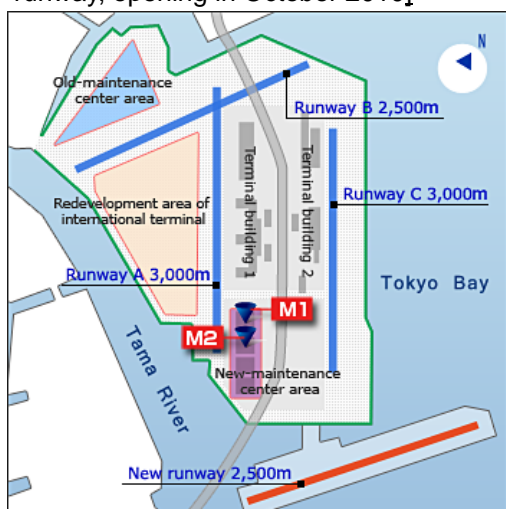 runway, opening in October 2010]
N
Old-maintenance
center area
Runway B 2,500m
Terminal building 1
Terminal building 2
Runway C 3,000m
Redevelopment area of
international terminal
Runway A 3,000m
Tokyo Bay
M1
M2
Tama River
New-maintenance
center area
New runway 2,500m